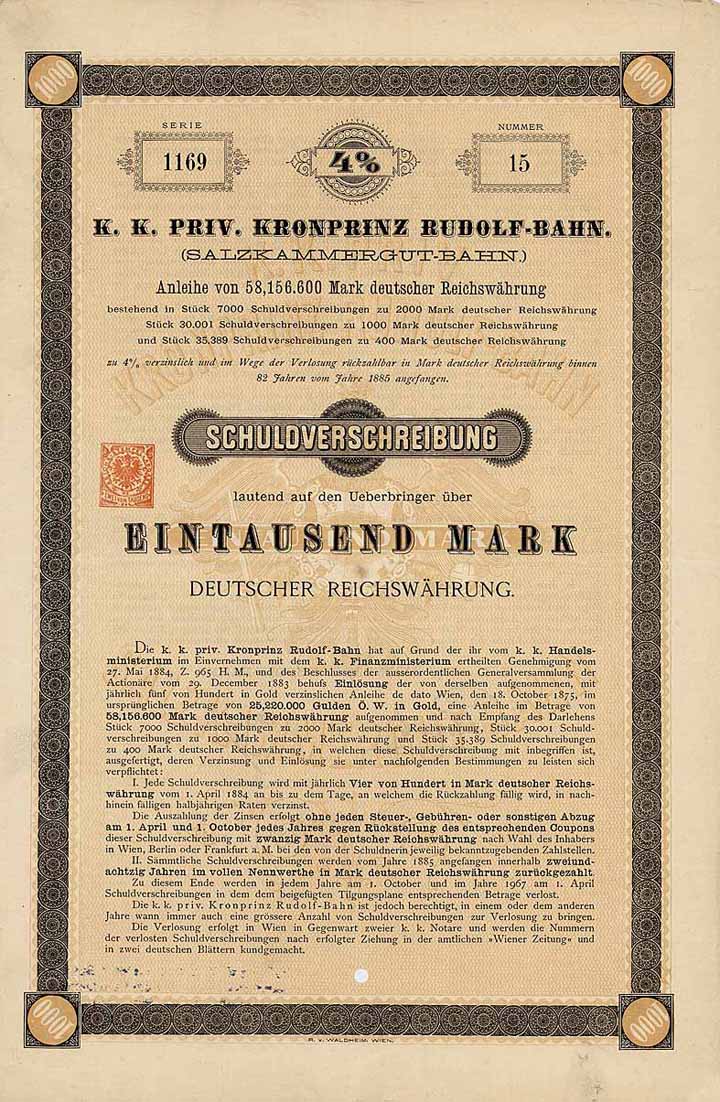 1000
1000
SERIE
NUMMER
1169
4%
15
K. K. PRIV. KRONPRINZ RUDOLF-BAHN.
(SALZKAMMERGUT-BAHN.)
Anleihe von 58,156.600 Mark deutscher Reichswährung
bestehend in Stück 7000 Schuldverschreibungen zu 2000 Mark deutscher Reichswährung
Stück 30.001 Schuldverschreibungen zu 1000 Mark deutscher Reichswährung
und Stück 35,389 Schuldverschreibungen zu 400 Mark deutscher Reichswährung
zu 4% verzinslich und im Wege der Verlosung rückzahlbar in Mark deutscher Reichswährung binnen
82 Jahren vom Jahre 1885 angefangen.
SCHULDVERSCHREIBUNG
lautend auf den Ueberbringer über
EINTAUSEND MARK
DEUTSCHER REICHSWÄHRUNG.
Die k. k. priv. Kronprinz Rudolf-Bahn hat auf Grund der ihr vom k. k. Handels-
ministerium im Einvernehmen mit dem k. k. Finanzministerium ertheilten Genehmigung vom
27. Mai 1884, Z. 965 H. M., und des Beschlusses der ausserordentlichen Generalversammlung der
Actionäre vom 29. December 1883 behufs Einlösung der von derselben aufgenommenen, mit
jährlich fünf von Hundert in Gold verzinslichen Anleihe de dato Wien, den 18. October 1875, im
ursprünglichen Betrage von 25,220.000 Gulden Ö. W. in Gold, eine Anleihe im Betrage von
58,156.600 Mark deutscher Reichswährung aufgenommen und nach Empfang des Darlehens
Stück 7000 Schuldverschreibungen zu 2000 Mark deutscher Reichswährung, Stück 30.001 Schuld-
verschreibungen zu 1000 Mark deutscher Reichswährung und Stück 35.389 Schuldverschreibungen
zu 400 Mark deutscher Reichswährung, in welchen diese Schuldverschreibung mit inbegriffen ist,
ausgefertigt, deren Verzinsung und Einlösung sie unter nachfolgenden Bestimmungen zu leisten sich
verpflichtet:
I. Jede Schuldverschreibung wird mit jährlich Vier von Hundert in Mark deutscher Reichs-
währung vom 1. April 1884 an bis zu dem Tage, an welchem die Rückzahlung fällig wird, in nach-
hinein fälligen halbjährigen Raten verzinst.
Die Auszahlung der Zinsen erfolgt ohne jeden Steuer-, Gebühren- oder sonstigen Abzug
am 1. April und 1. October jedes Jahres gegen Rückstellung des entsprechenden Coupons
dieser Schuldverschreibung mit zwanzig Mark deutscher Reichswährung nach Wahl des Inhabers
in Wien, Berlin oder Frankfurt a. M. bei den von der Schuldnerin jeweilig bekanntzugebenden Zahlstellen.
II. Sämmtliche Schuldverschreibungen werden vom Jahre 1885 angefangen innerhalb zweiund-
achtzig Jahren im vollen Nennwerthe in Mark deutscher Reichswährung zurückgezahlt.
Zu diesem Ende werden in jedem Jahre am 1. October und im Jahre 1967 am 1. April
Schuldverschreibungen in dem dem beigefügten Tilgungsplane entsprechenden Betrage verlost.
Die k. k. priv. Kronprinz Rudolf-Bahn ist jedoch berechtigt, in einem oder dem anderen
Jahre wann immer auch eine grössere Anzahl von Schuldverschreibungen zur Verlosung zu bringen.
Die Verlosung erfolgt in Wien in Gegenwart zweier k. k. Notare und werden die Nummern
der verlosten Schuldverschreibungen nach erfolgter Ziehung in der amtlichen »Wiener Zeitung« und
in zwei deutschen Blättern kundgemacht.
1000
1000
R. v. WALDHEIM, WIEN.